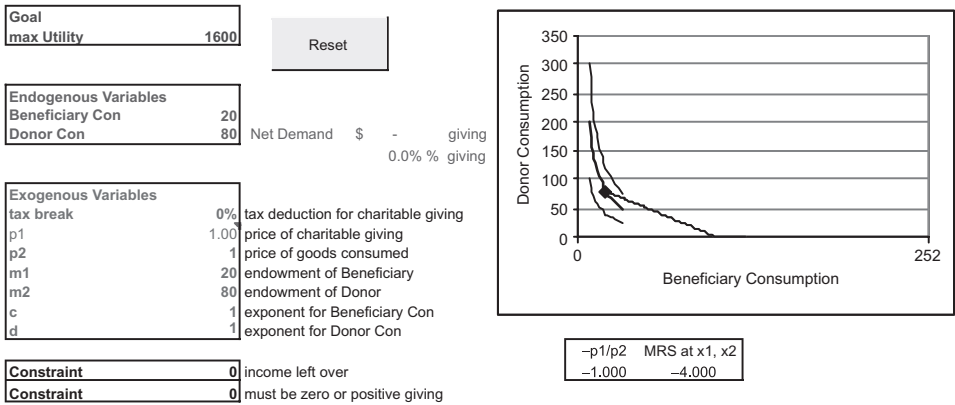 Goal
max Utility 1600
Reset
Endogenous Variables
Beneficiary Con 20
Donor Con 80 Net Demand $ - giving
0.0% % giving
Exogenous Variables
tax break 0% tax deduction for charitable giving
p1 1.00 price of charitable giving
p2 1 price of goods consumed
m1 20 endowment of Beneficiary
m2 80 endowment of Donor
c 1 exponent for Beneficiary Con
d 1 exponent for Donor Con
Constraint 0 income left over
Constraint 0 must be zero or positive giving
Donor Consumption
350
300
250
200
150
100
50
0
0 252
Beneficiary Consumption
–p1/p2 MRS at x1, x2
–1.000 –4.000